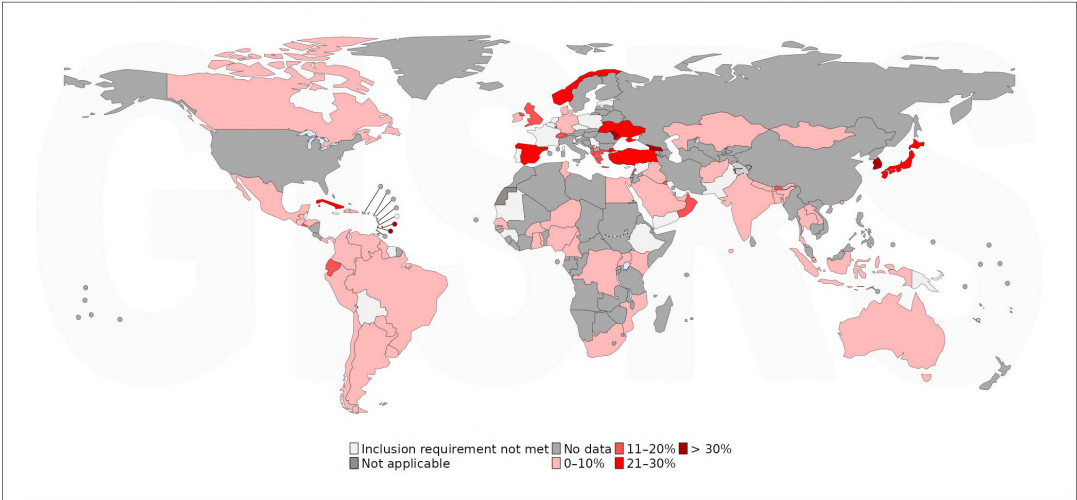 GISRS
Inclusion requirement not met No data 11–20% > 30%
Not applicable 0–10% 21–30%